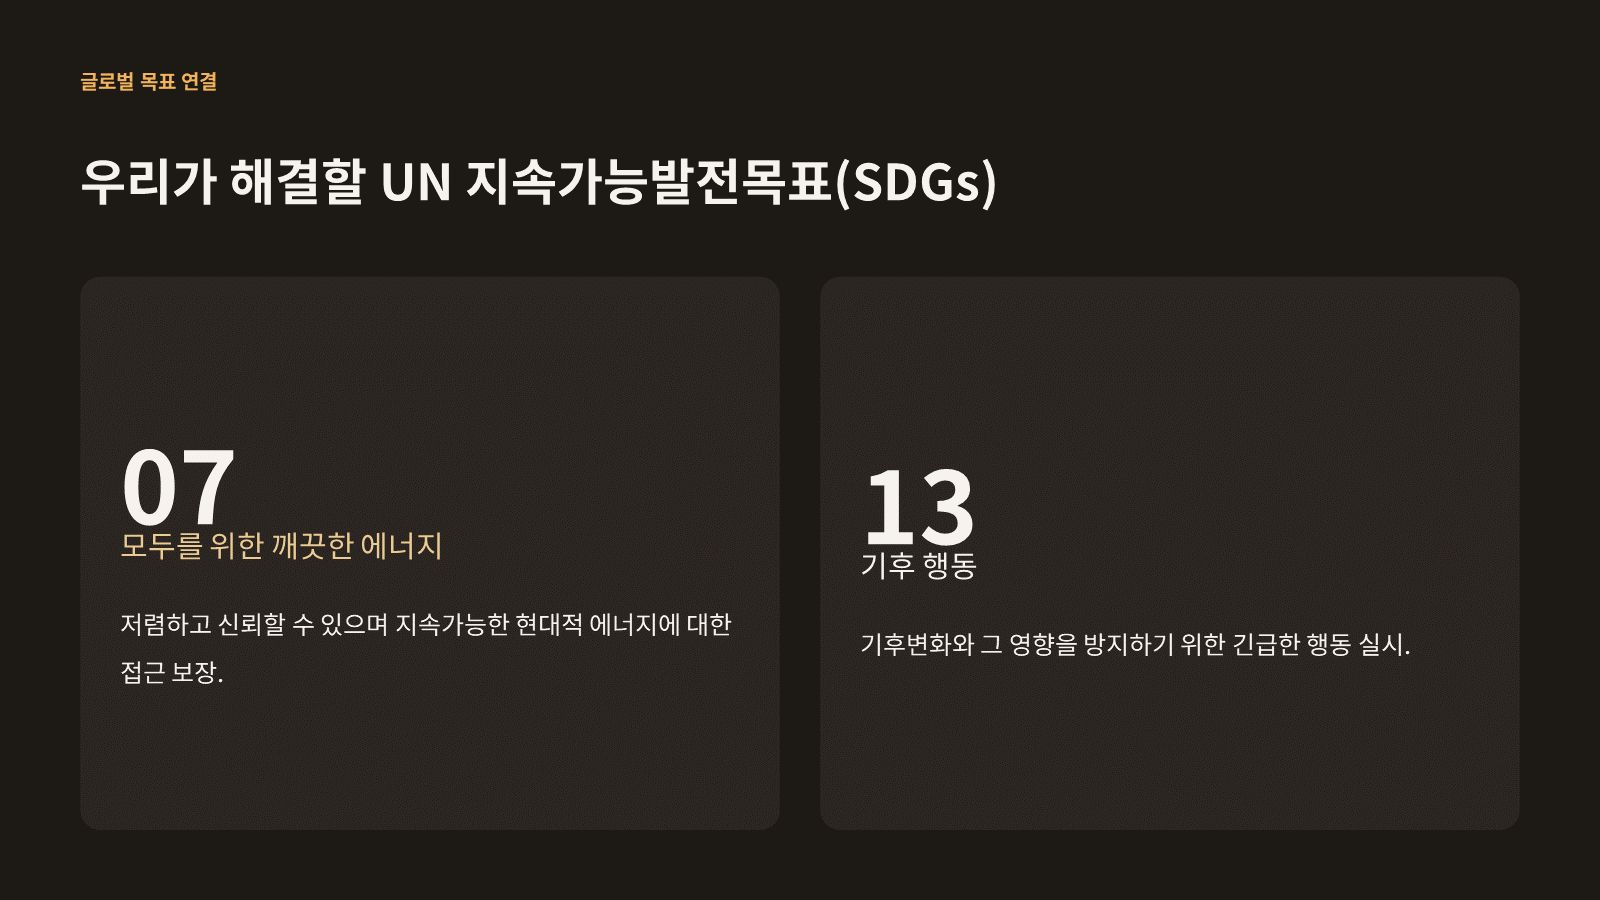 글로벌 목표 연결
우리가 해결할 UN 지속가능발전목표(SDGs)
07
모두를 위한 깨끗한 에너지
저렴하고 신뢰할 수 있으며 지속가능한 현대적 에너지에 대한
접근 보장.
13
기후 행동
기후변화와 그 영향을 방지하기 위한 긴급한 행동 실시.